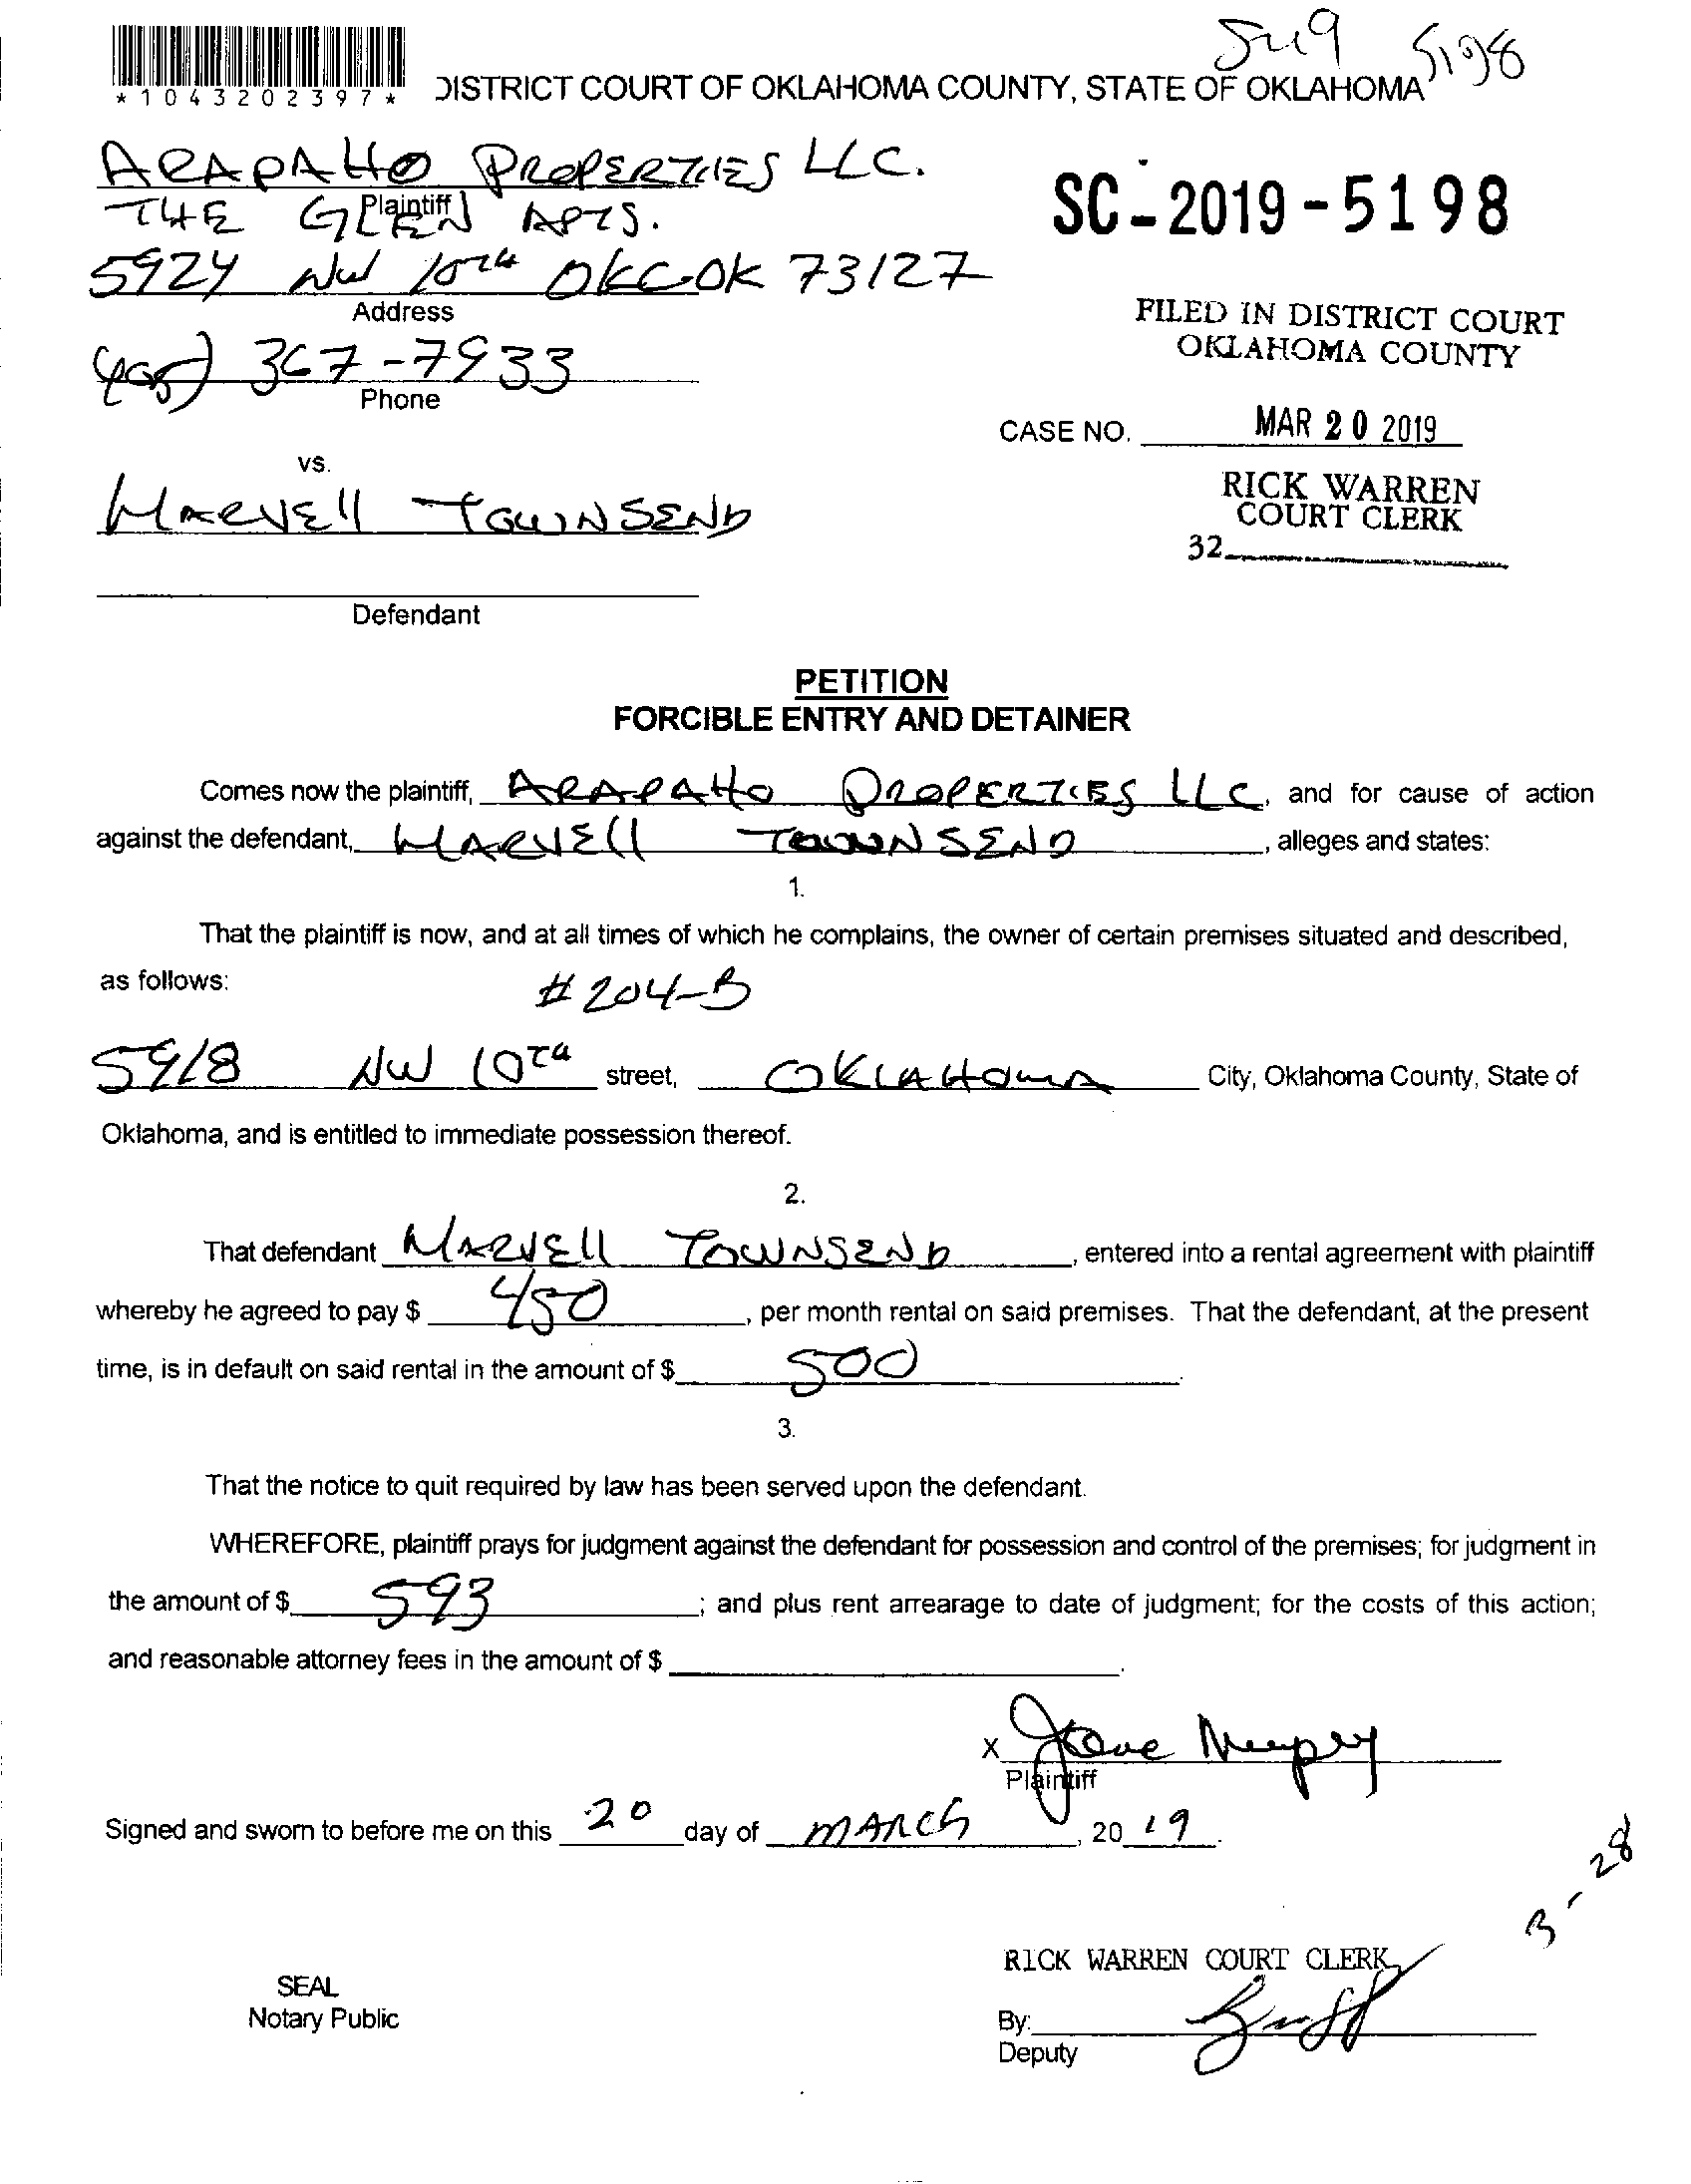 5198
*1043202397*
DISTRICT COURT OF OKLAHOMA COUNTY, STATE OF OKLAHOMA
ARAPAHO PROPERTIES LLC.
Plaintiff
THE GLEN APTS.
SC-2019-5198
5924 NW 10TH OKC OK 73127
Address
FILED IN DISTRICT COURT
OKLAHOMA COUNTY
(405) 367-7933
Phone
CASE NO. MAR 20 2019
vs.
MARVELL TOWNSEND
RICK WARREN
COURT CLERK
32
Defendant
PETITION
FORCIBLE ENTRY AND DETAINER
Comes now the plaintiff, ARAPAHO PROPERTIES LLC, and for cause of action
against the defendant, MARVELL TOWNSEND, alleges and states:
1.
That the plaintiff is now, and at all times of which he complains, the owner of certain premises situated and described,
as follows: #204-B
5918 NW 10TH street, OKLAHOMA City, Oklahoma County, State of
Oklahoma, and is entitled to immediate possession thereof.
2.
That defendant MARVELL TOWNSEND, entered into a rental agreement with plaintiff
whereby he agreed to pay $ 450, per month rental on said premises. That the defendant, at the present
time, is in default on said rental in the amount of $ 500.
3.
That the notice to quit required by law has been served upon the defendant.
WHEREFORE, plaintiff prays for judgment against the defendant for possession and control of the premises; for judgment in
the amount of $ 593; and plus rent arrearage to date of judgment; for the costs of this action;
and reasonable attorney fees in the amount of $ .
X
Plaintiff
Signed and sworn to before me on this 20 day of MARCH, 2019.
3-28
RICK WARREN COURT CLERK
SEAL
Notary Public
By:
Deputy